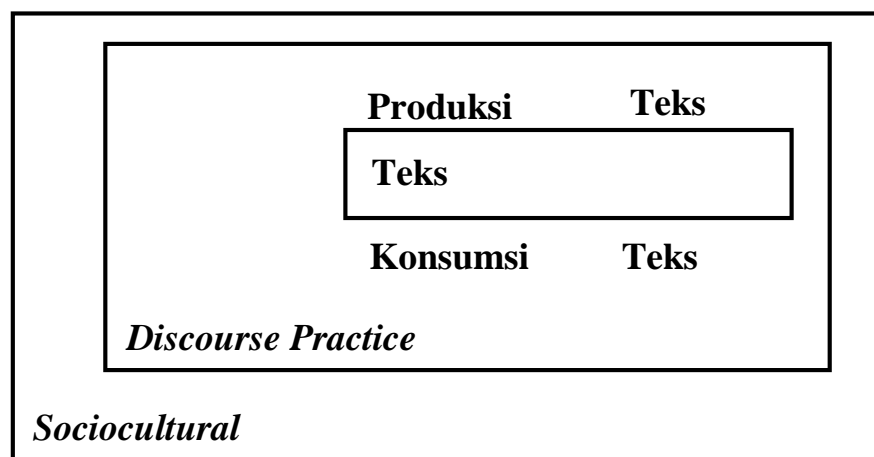 Produksi Teks
Teks
Konsumsi Teks
Discourse Practice
Sociocultural